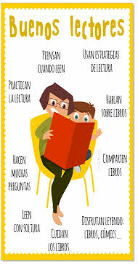 Buenos lectores
PIENSAN
CUANDO LEEN
USAN ESTRATEGIAS
DE LECTURA
PRACTICAN
LA LECTURA
HABLAN
SOBRE LIBROS
HACEN
MUCHAS
PREGUNTAS
COMPARTEN
LIBROS
LEEN
CON SOLTURA
CUIDAN
LOS LIBROS
DISFRUTAN LEYENDO:
LIBROS, CÓMICS...